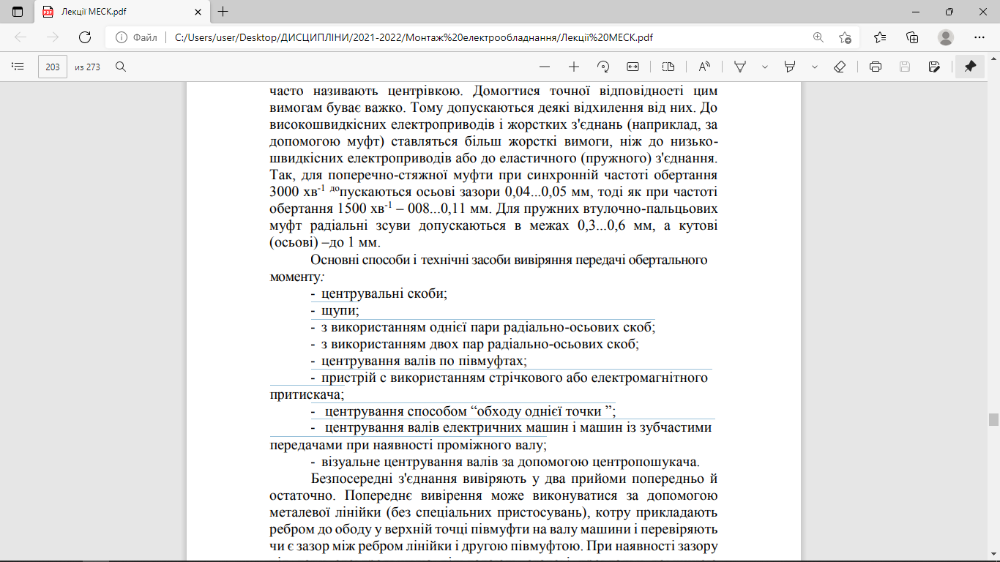 Лекції МЕСК.pdf
Файл
C:/Users/user/Desktop/ДИСЦИПЛІНИ/2021-2022/Монтаж%20електрообладнання/Лекції%20МЕСК.pdf
203 из 273
часто називають центрівкою. Домогтися точної відповідності цим
вимогам буває важко. Тому допускаються деякі відхилення від них. До
високошвидкісних електроприводів і жорстких з'єднань (наприклад, за
допомогою муфт) ставляться більш жорсткі вимоги, ніж до низько-
швидкісних електроприводів або до еластичного (пружного) з'єднання.
Так, для поперечно-стяжної муфти при синхронній частоті обертання
3000 хв-1 допускаються осьові зазори 0,04...0,05 мм, тоді як при частоті
обертання 1500 хв-1 – 008...0,11 мм. Для пружних втулочно-пальцьових
муфт радіальні зсуви допускаються в межах 0,3...0,6 мм, а кутові
(осьові) –до 1 мм.
Основні способи і технічні засоби вивіряння передачі обертального
моменту:
- центрувальні скоби;
- щупи;
- з використанням однієї пари радіально-осьових скоб;
- з використанням двох пар радіально-осьових скоб;
- центрування валів по півмуфтах;
- пристрій с використанням стрічкового або електромагнітного
притискача;
- центрування способом “обходу однієї точки ”;
- центрування валів електричних машин і машин із зубчастими
передачами при наявності проміжного валу;
- візуальне центрування валів за допомогою центропошукача.
Безпосередні з'єднання вивіряють у два прийоми попередньо й
остаточно. Попереднє вивірення може виконуватися за допомогою
металевої лінійки (без спеціальних пристосувань), котру прикладають
ребром до ободу у верхній точці півмуфти на валу машини і перевіряють
чи є зазор між ребром лінійки і другою півмуфтою. При наявності зазору